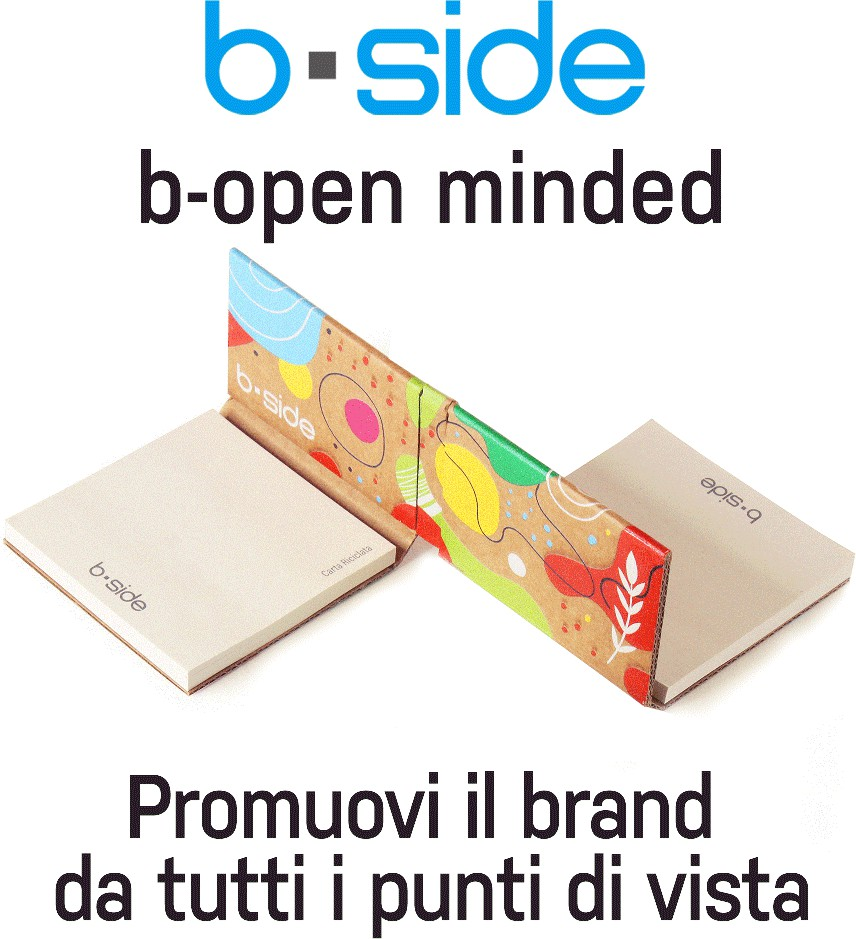 b·side
b-open minded
b·side
b·side
Carta Riciclata
b·side
Promuovi il brand
da tutti i punti di vista